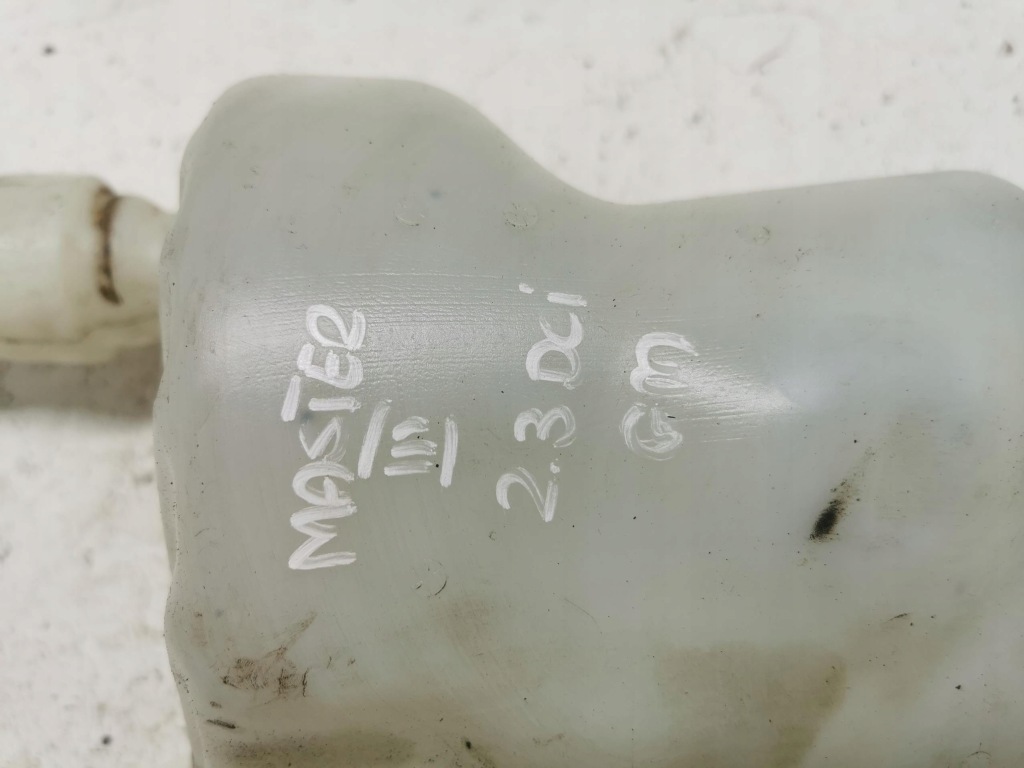 MASTER
III
2.3 DCi
GM